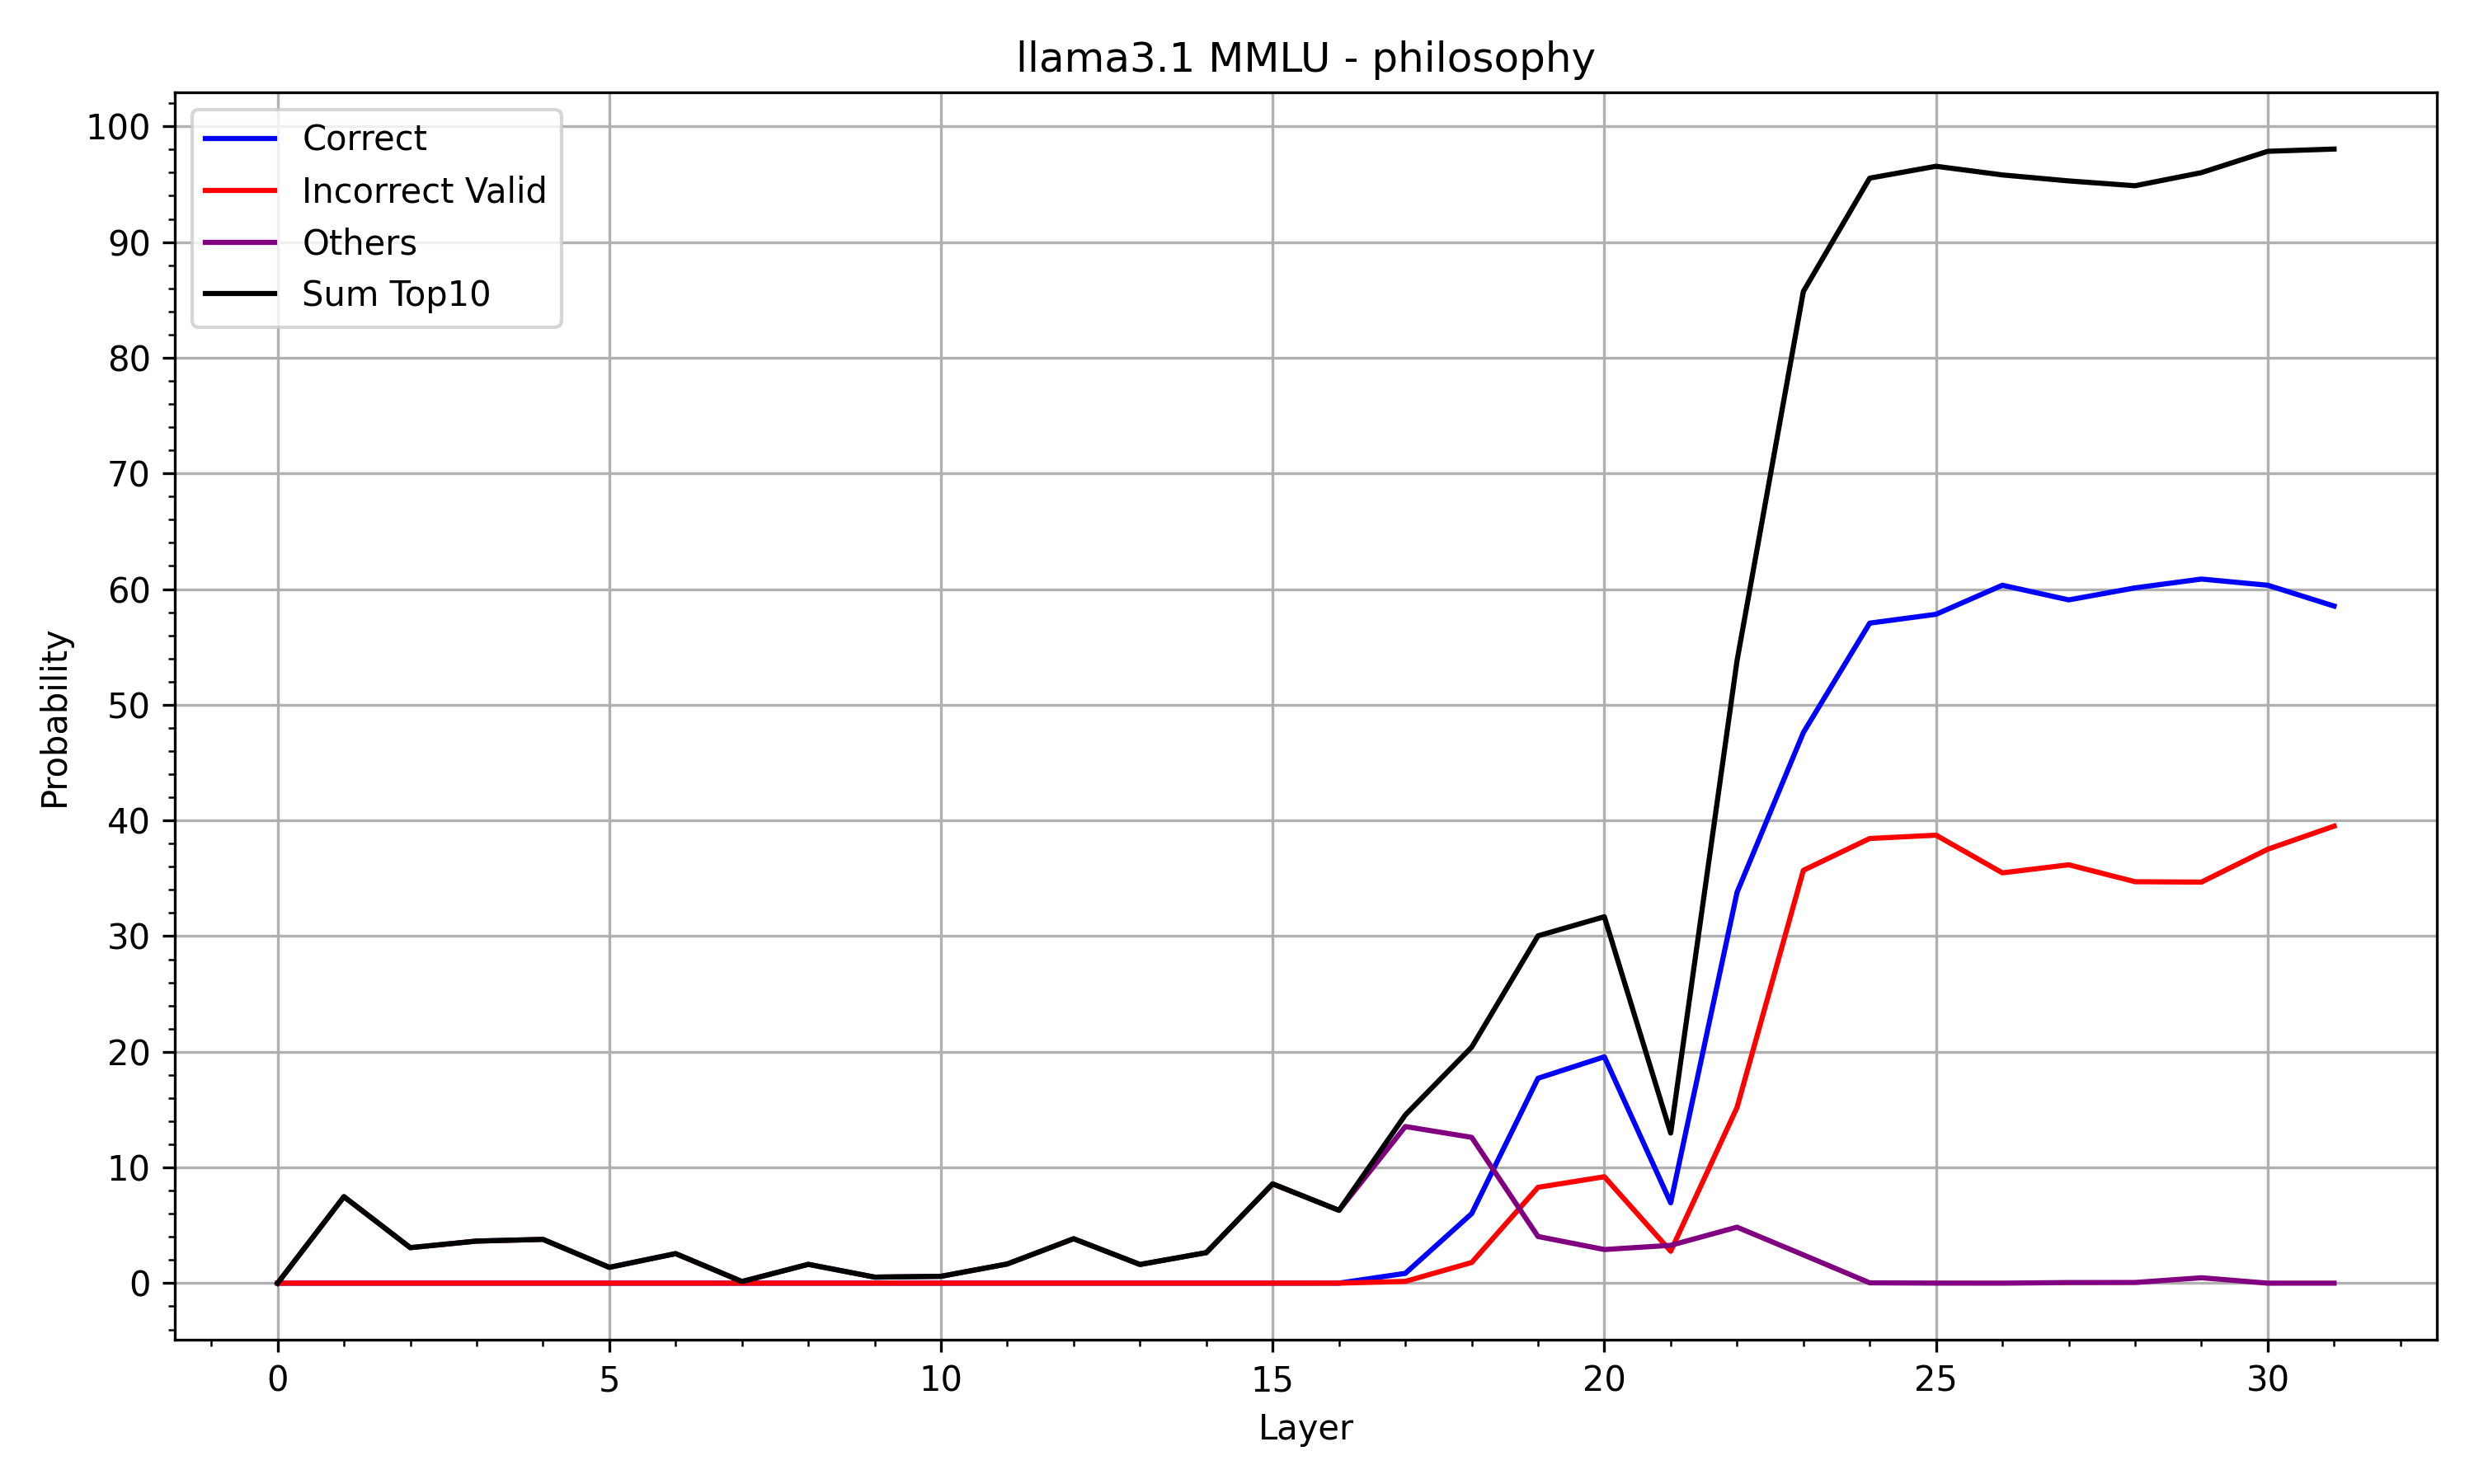 llama3.1 MMLU - philosophy
Correct
Incorrect Valid
Others
Sum Top10
100
90
80
70
60
50
40
30
20
10
0
Probability
0 5 10 15 20 25 30
Layer